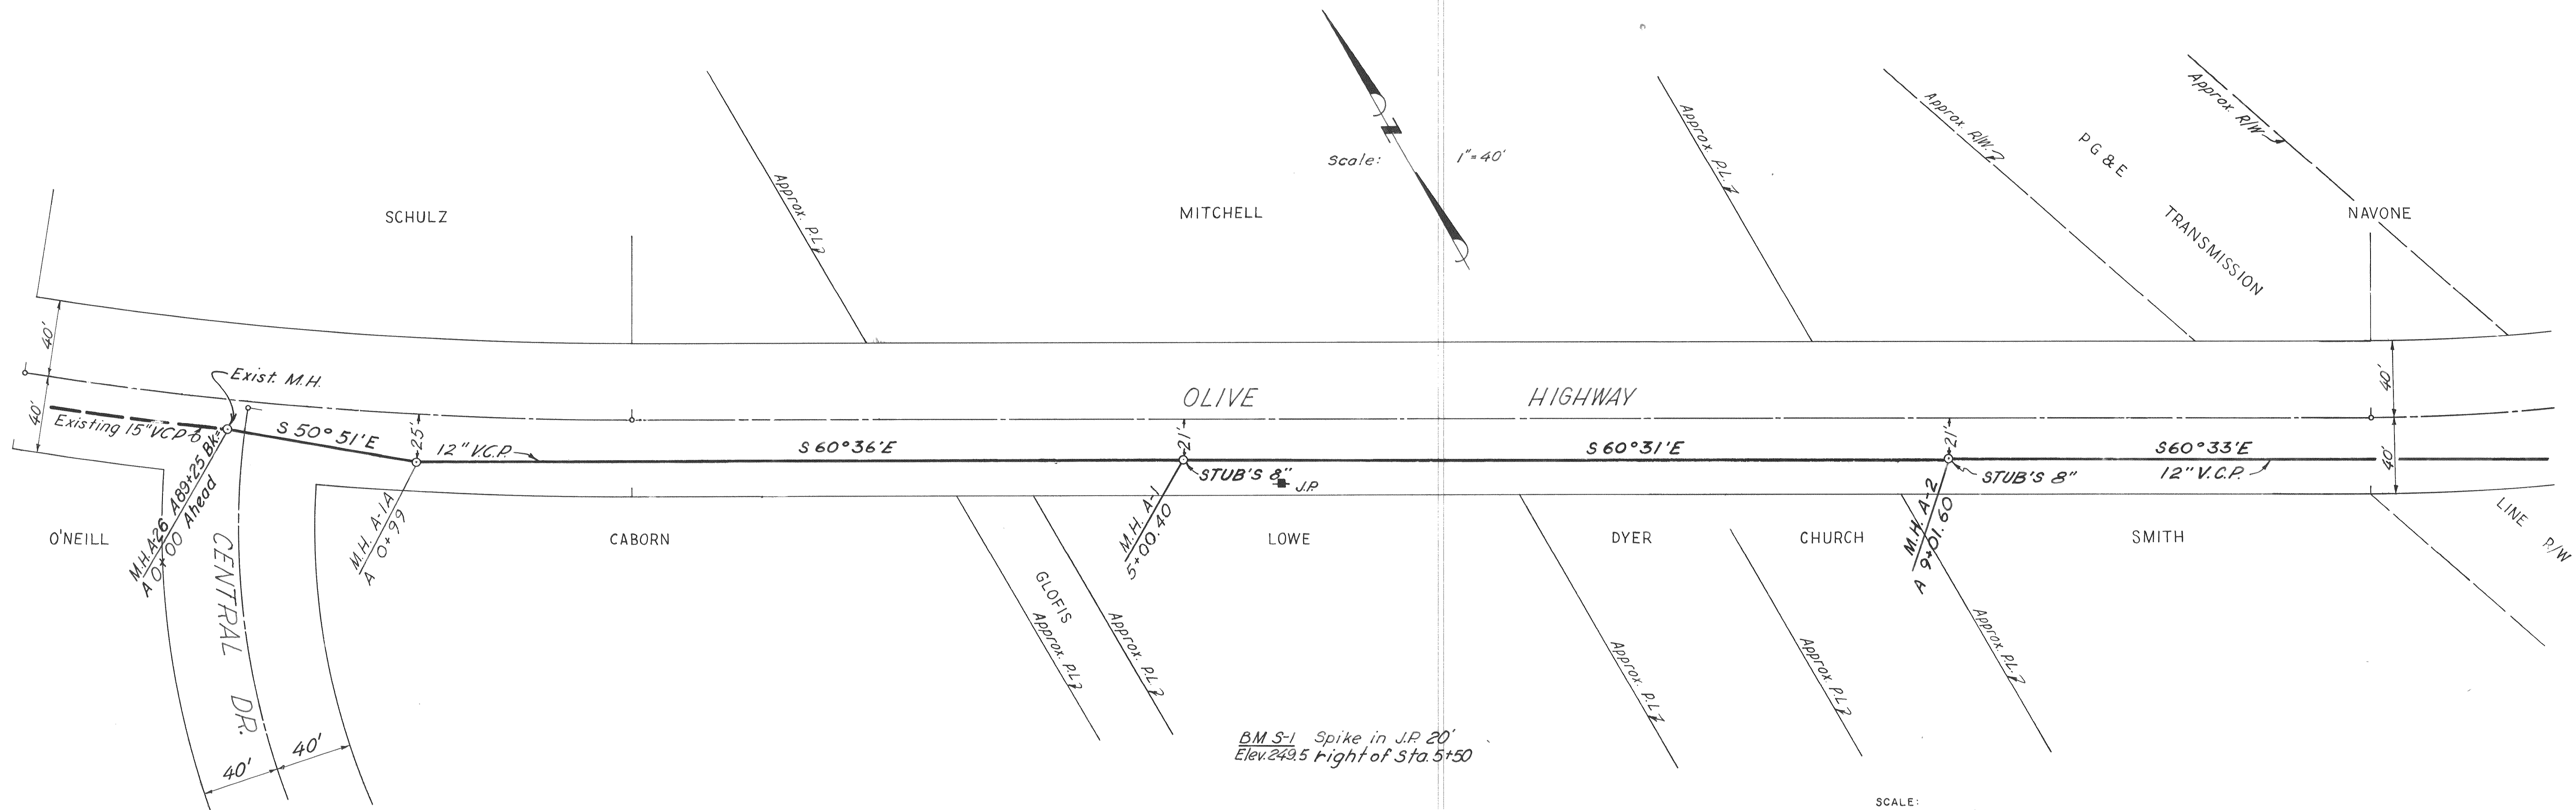 Scale: 1"=40'
SCHULZ
Approx. P.L.
MITCHELL
Approx P.L.
Approx. R/W.
PG&E
TRANSMISSION
Approx. R/W
NAVONE
40'
40'
Exist. M.H.
Existing 15" V.C.P.
S 50° 51' E
25'
12" V.C.P.
S 60° 36' E
OLIVE HIGHWAY
21'
STUB'S 8"
J.P.
S 60° 31' E
21'
STUB'S 8"
S 60° 33' E
12" V.C.P.
40'
40'
M.H. A-26 A 89+25 Bk=
A 0+00 Ahead
M.H. A-1A
A 0+99
M.H. A-1
5+00.40
M.H. A-2
A 9+01.60
O'NEILL
CENTRAL DR.
40'
40'
CABORN
GLOFIS
Approx. P.L.
Approx. P.L.
LOWE
DYER
Approx P.L.
CHURCH
Approx P.L.
Approx. P.L.
SMITH
LINE
R/W
BM S-1 Spike in J.P. 20'
Elev. 249.5 right of Sta. 5+50
SCALE: